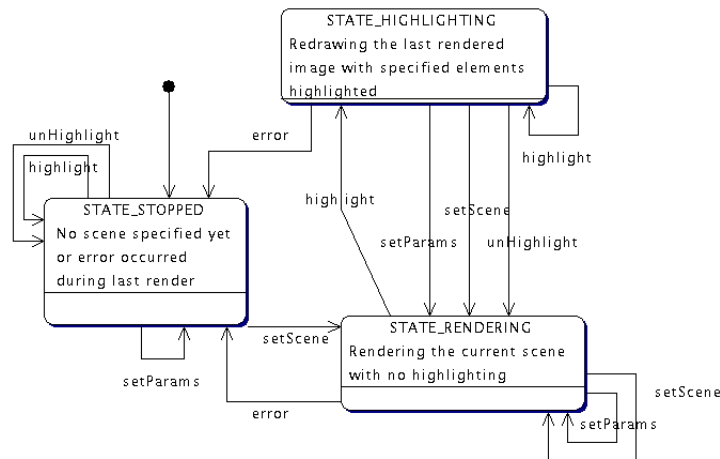 STATE_HIGHLIGHTING
Redrawing the last rendered
image with specified elements
highlighted
unHighlight
highlight
error
highlight
highlight
STATE_STOPPED
No scene specified yet
or error occurred
during last render
setScene
setParams
unHighlight
STATE_RENDERING
Rendering the current scene
with no highlighting
setScene
setParams
error
setScene
setParams